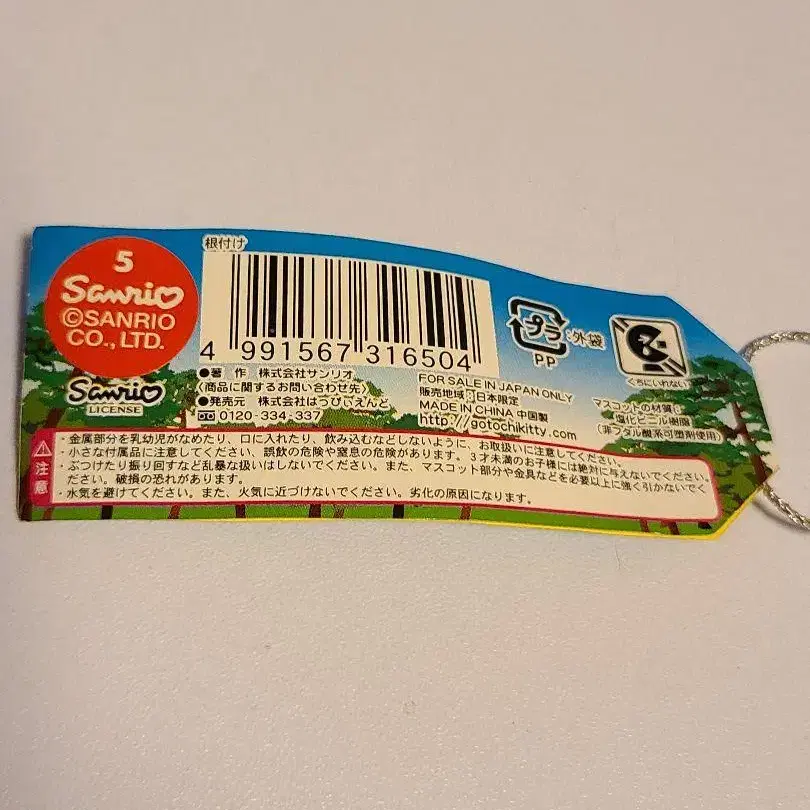 5
Sanrio
©SANRIO
CO., LTD.
Sanrio
LICENSE
根付け
4 991567 316504
●著 作 株式会社サンリオ
(商品に関するお問い合わせ先)
●発売元 株式会社はっぴぃえんど
0120-334-337
FOR SALE IN JAPAN ONLY
販売地域:日本限定
MADE IN CHINA 中国製
http://gotochikitty.com
プラ
:外袋
PP
くちにいれない
マスコットの材質:
塩化ビニル樹脂
(非フタル酸系可塑剤使用)
注意
・金属部分を乳幼児がなめたり、口に入れたり、飲み込むなどしないように、お取扱いに注意してください。
・小さな付属品に注意してください。誤飲の危険や窒息の危険があります。3才未満のお子様には絶対に与えないでください。
・ぶつけたり振り回すなど乱暴な扱いはしないでください。また、マスコット部分や金具などを必要以上に強く引かないでく
ださい。破損の恐れがあります。
・水気を避けてください。また、火気に近づけないでください。劣化の原因になります。